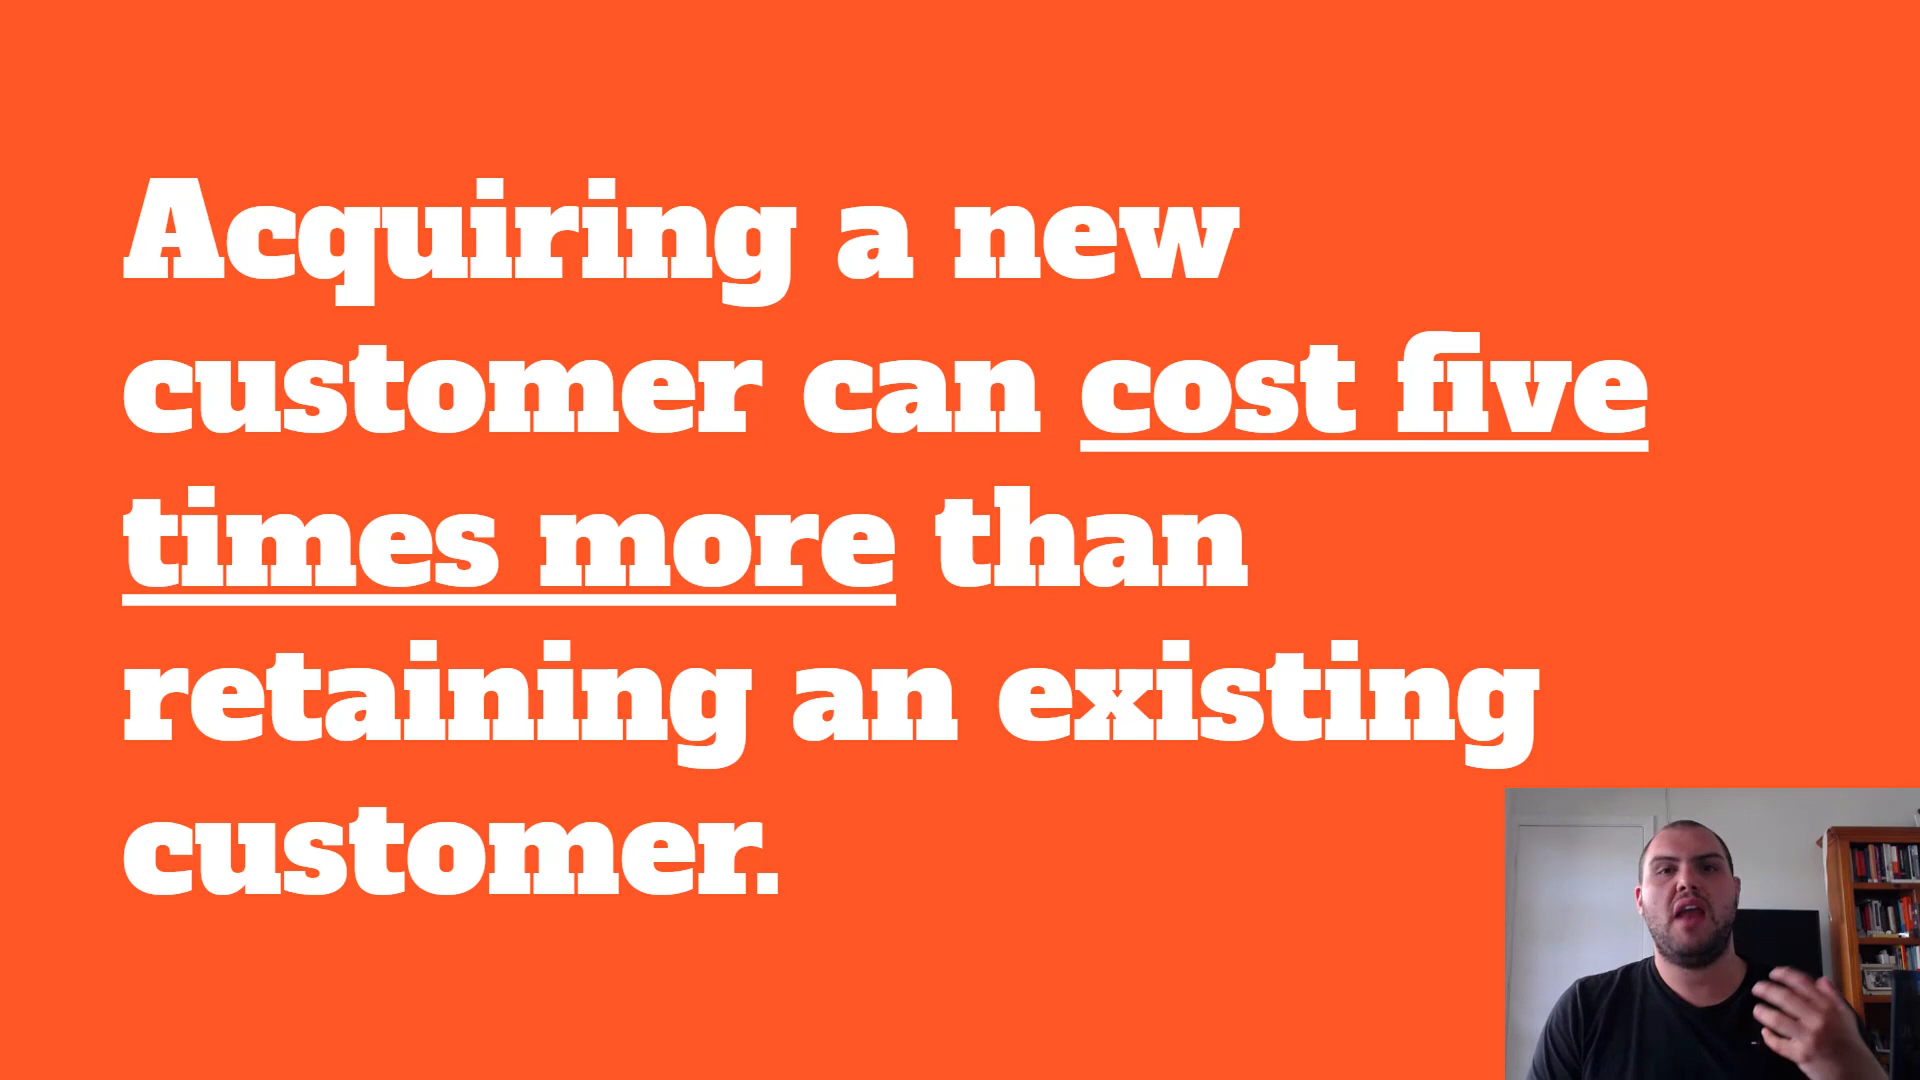 Acquiring a new
customer can cost five
times more than
retaining an existing
customer.